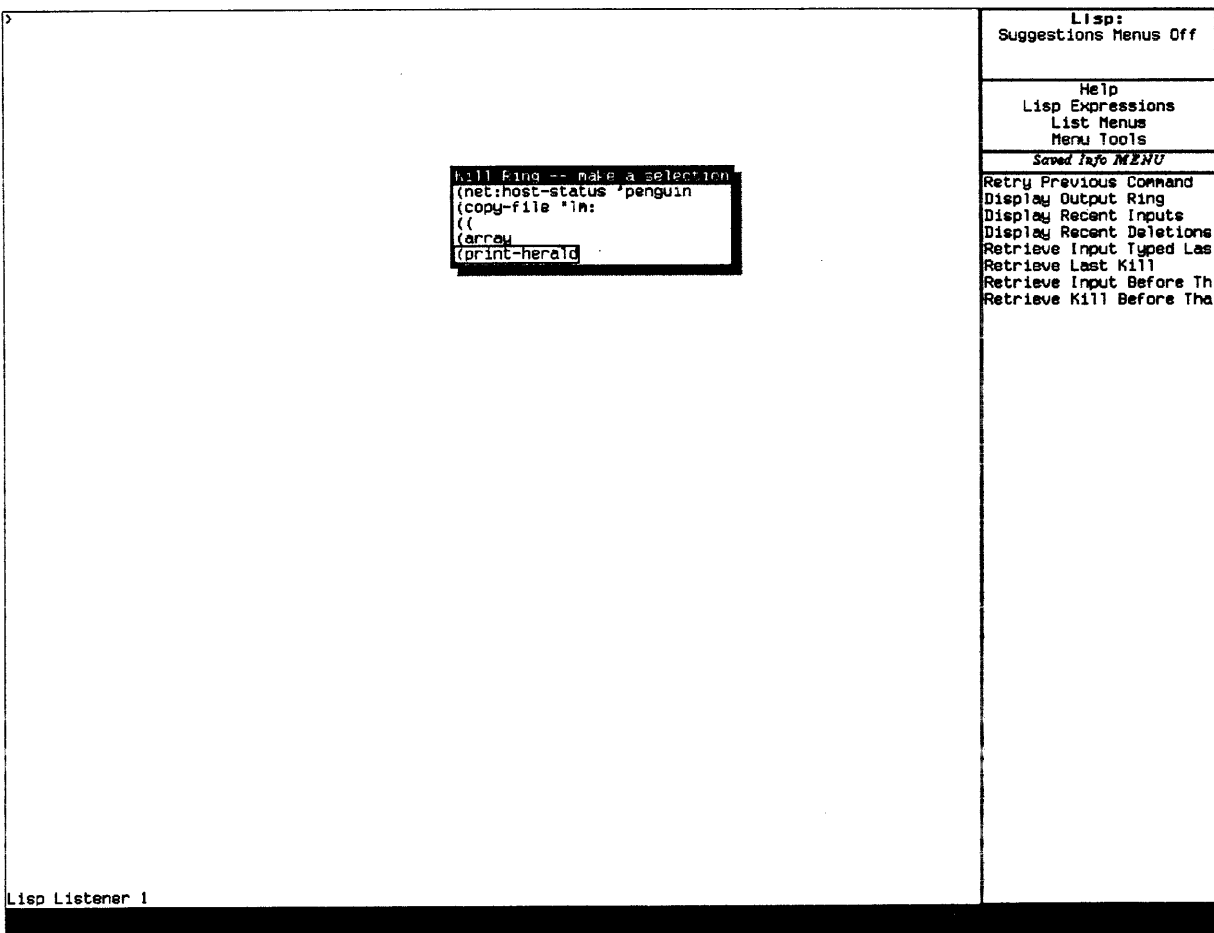 >
Kill Ring -- make a selection
(net:host-status 'penguin
(copy-file "lm:
((
(array
(print-herald
Lisp:
Suggestions Menus Off
Help
Lisp Expressions
List Menus
Menu Tools
Saved Info MENU
Retry Previous Command
Display Output Ring
Display Recent Inputs
Display Recent Deletions
Retrieve Input Typed Las
Retrieve Last Kill
Retrieve Input Before Th
Retrieve Kill Before Tha
Lisp Listener 1